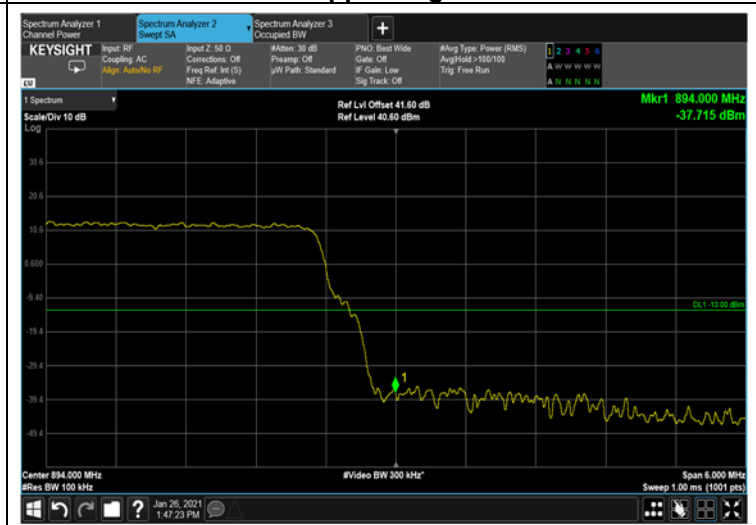 Spectrum Analyzer 1
Channel Power
Spectrum Analyzer 2
Swept SA
Spectrum Analyzer 3
Occupied BW
+
KEYSIGHT
Input: RF
Coupling: AC
Align: Auto/No RF
Input Z: 50 Ω
Corrections: Off
Freq Ref: Int (S)
NFE: Adaptive
#Atten: 30 dB
Preamp: Off
µW Path: Standard
PNO: Best Wide
Gate: Off
IF Gain: Low
Sig Track: Off
#Avg Type: Power (RMS)
Avg|Hold:>100/100
Trig: Free Run
1 2 3 4 5 6
A W W W W W
A N N N N N
1 Spectrum
Scale/Div 10 dB
Log
Ref Lvl Offset 41.60 dB
Ref Level 40.60 dBm
Mkr1 894.000 MHz
-37.715 dBm
30.6
20.6
10.6
0.600
-9.40
DL1 -13.00 dBm
-19.4
-29.4
1
-39.4
-49.4
Center 894.000 MHz
#Res BW 100 kHz
#Video BW 300 kHz*
Span 6.000 MHz
Sweep 1.00 ms (1001 pts)
?
Jan 26, 2021
1:47:23 PM